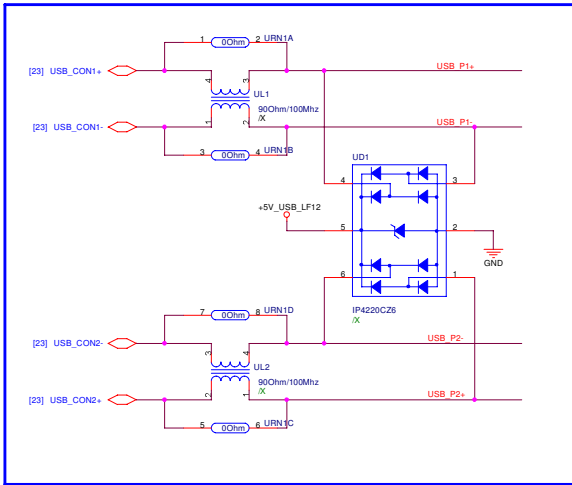 1 0Ohm 2 URN1A
[23] USB_CON1+ USB_P1+
4 3
UL1
90Ohm/100Mhz
/X
1 2
[23] USB_CON1- USB_P1-
3 0Ohm 4 URN1B
UD1
4 3
+5V_USB_LF12
5 2
GND
6 1
IP4220CZ6
/X
7 0Ohm 8 URN1D
[23] USB_CON2- USB_P2-
3 4
UL2
90Ohm/100Mhz
/X
2 1
[23] USB_CON2+ USB_P2+
5 0Ohm 6 URN1C